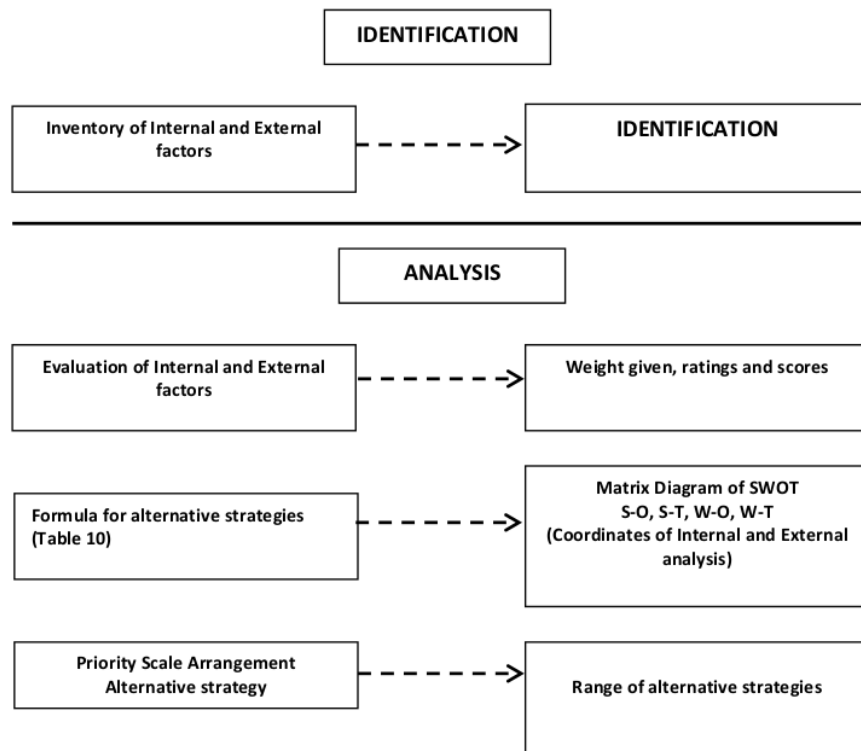 IDENTIFICATION
Inventory of Internal and External
factors
IDENTIFICATION
ANALYSIS
Evaluation of Internal and External
factors
Weight given, ratings and scores
Formula for alternative strategies
(Table 10)
Matrix Diagram of SWOT
S-O, S-T, W-O, W-T
(Coordinates of Internal and External
analysis)
Priority Scale Arrangement
Alternative strategy
Range of alternative strategies